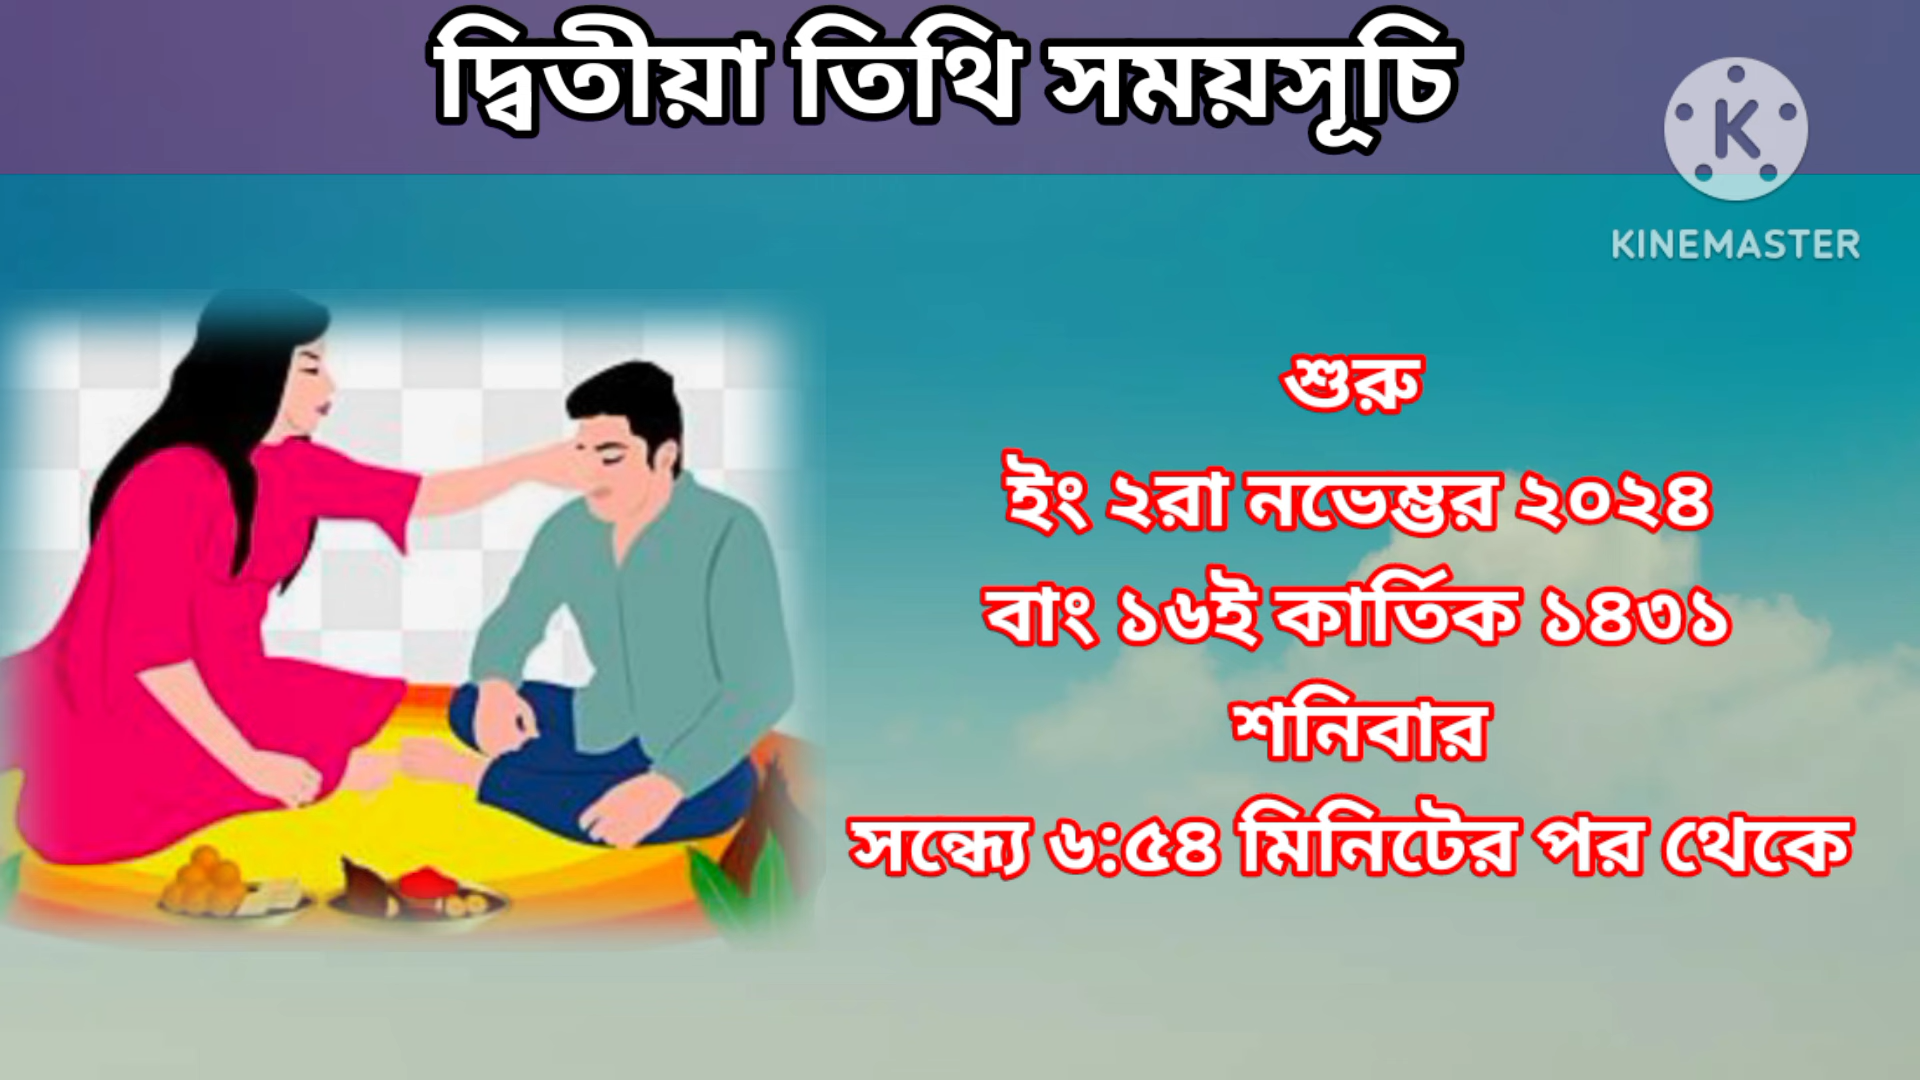 দ্বিতীয়া তিথি সময়সূচি
K
KINEMASTER
শুরু
ইং ২রা নভেম্ভর ২০২৪
বাং ১৬ই কার্তিক ১৪৩১
শনিবার
সন্ধ্যে ৬:৫৪ মিনিটের পর থেকে